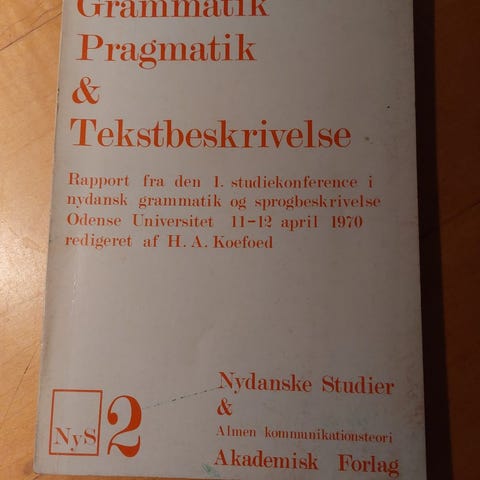 Grammatik
Pragmatik
&
Tekstbeskrivelse
Rapport fra den 1. studiekonference i
nydansk grammatik og sprogbeskrivelse
Odense Universitet 11-12 april 1970
redigeret af H. A. Koefoed
Nydanske Studier
&
Almen kommunikationsteori
Akademisk Forlag
NyS 2